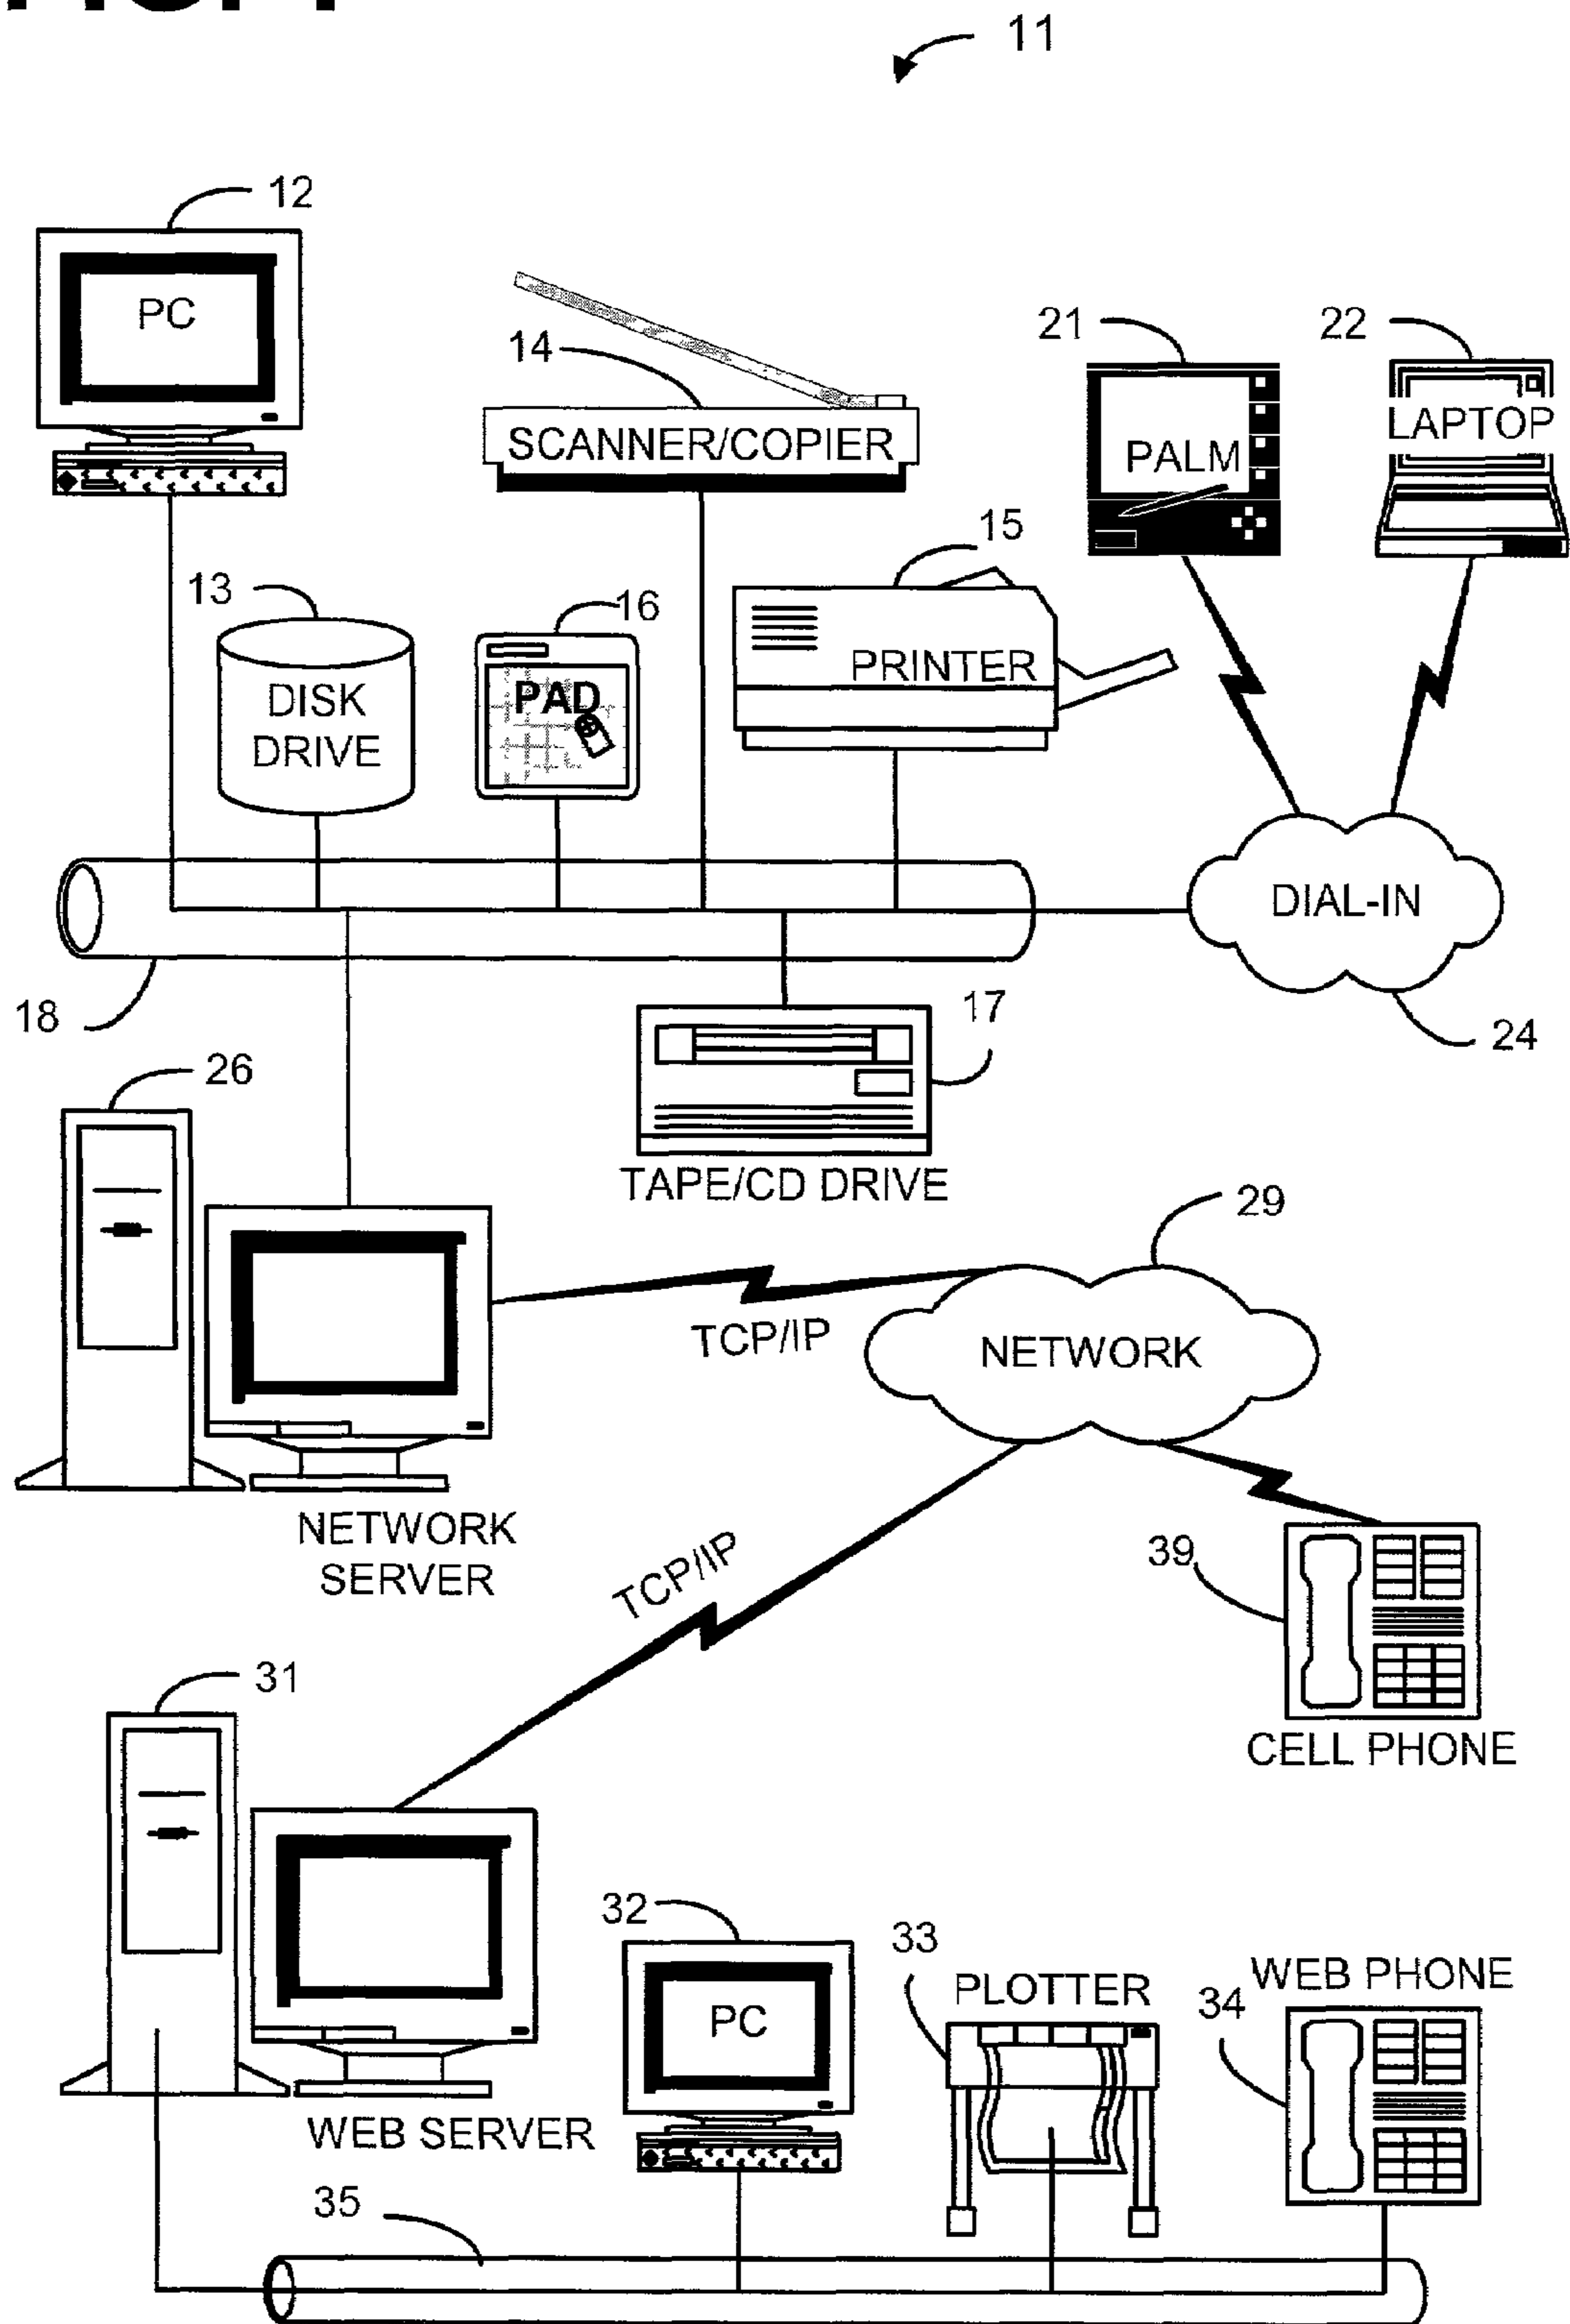 11
12
PC
14
SCANNER/COPIER
21
22
PALM
LAPTOP
15
13
16
DISK
DRIVE
PAD
PRINTER
DIAL-IN
18
17
24
26
TAPE/CD DRIVE
29
TCP/IP
NETWORK
NETWORK
SERVER
TCP/IP
39
CELL PHONE
31
32
PC
33
PLOTTER
WEB PHONE
34
WEB SERVER
35